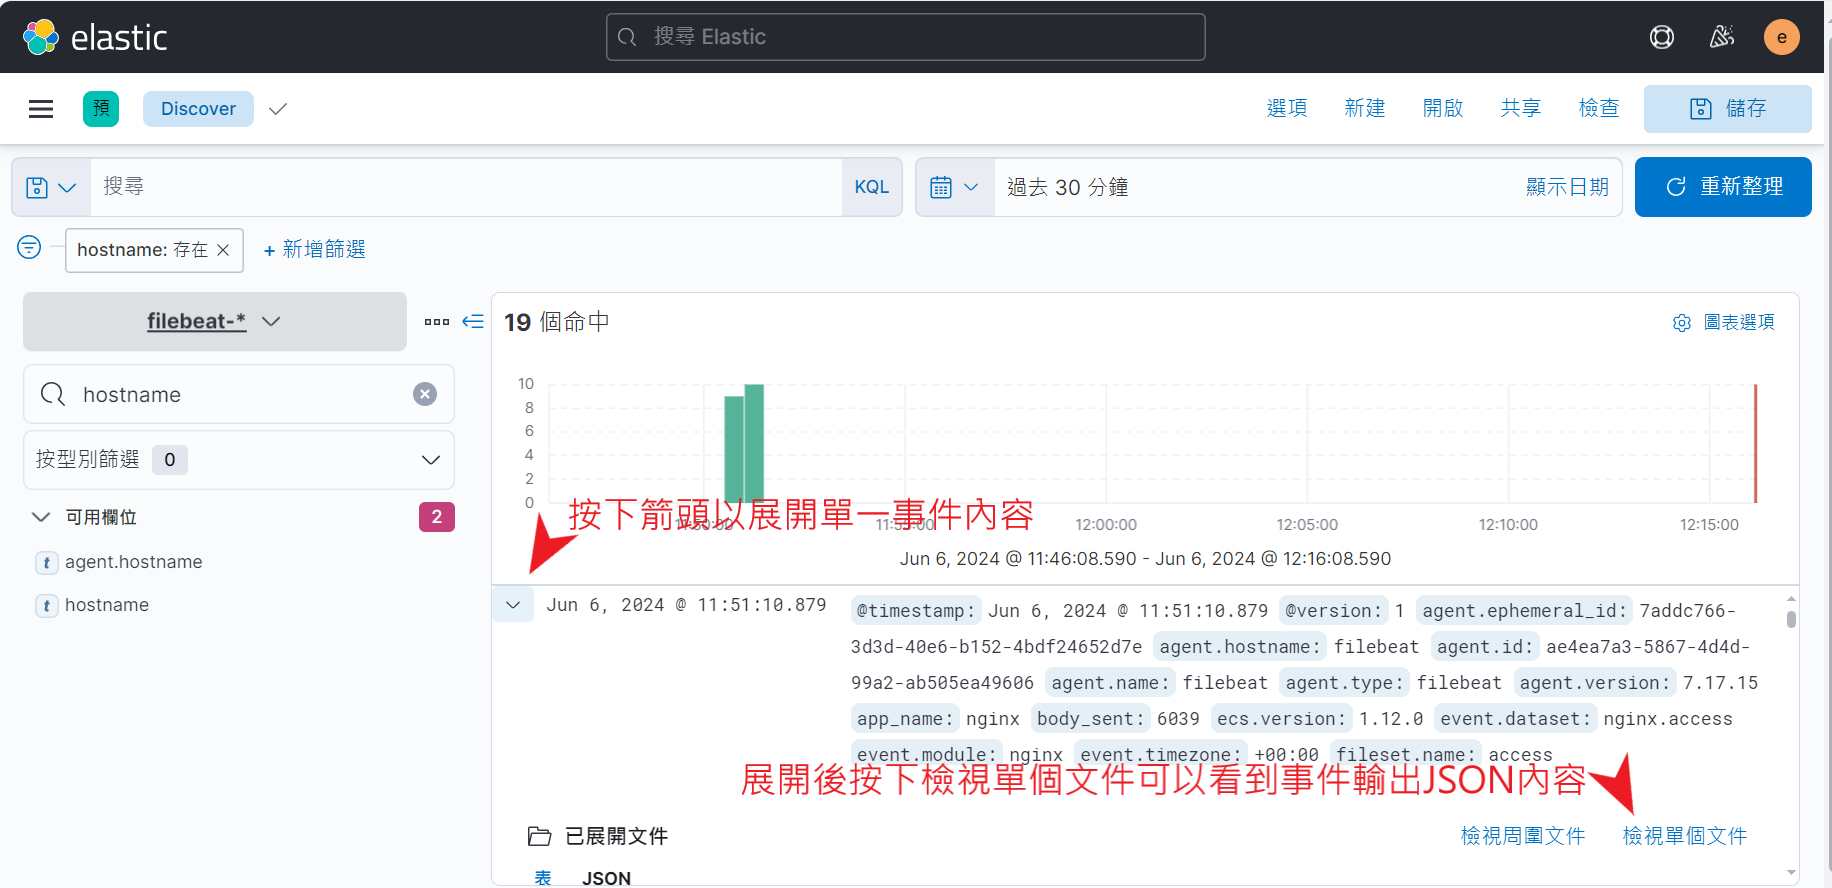 elastic
搜尋 Elastic
e
預
Discover
選項 新建 開啟 共享 檢查 儲存
搜尋
KQL
過去 30 分鐘
顯示日期
重新整理
hostname: 存在
+ 新增篩選
filebeat-*
19 個命中
圖表選項
hostname
按型別篩選 0
可用欄位 2
t agent.hostname
t hostname
10
8
6
4
2
0
按下箭頭以展開單一事件內容
11:50:00 11:55:00 12:00:00 12:05:00 12:10:00 12:15:00
Jun 6, 2024 @ 11:46:08.590 - Jun 6, 2024 @ 12:16:08.590
Jun 6, 2024 @ 11:51:10.879
@timestamp: Jun 6, 2024 @ 11:51:10.879 @version: 1 agent.ephemeral_id: 7addc766-
3d3d-40e6-b152-4bdf24652d7e agent.hostname: filebeat agent.id: ae4ea7a3-5867-4d4d-
99a2-ab505ea49606 agent.name: filebeat agent.type: filebeat agent.version: 7.17.15
app_name: nginx body_sent: 6039 ecs.version: 1.12.0 event.dataset: nginx.access
event.module: nginx event.timezone: +00:00 fileset.name: access
展開後按下檢視單個文件可以看到事件輸出JSON內容
已展開文件
檢視周圍文件 檢視單個文件
表 JSON